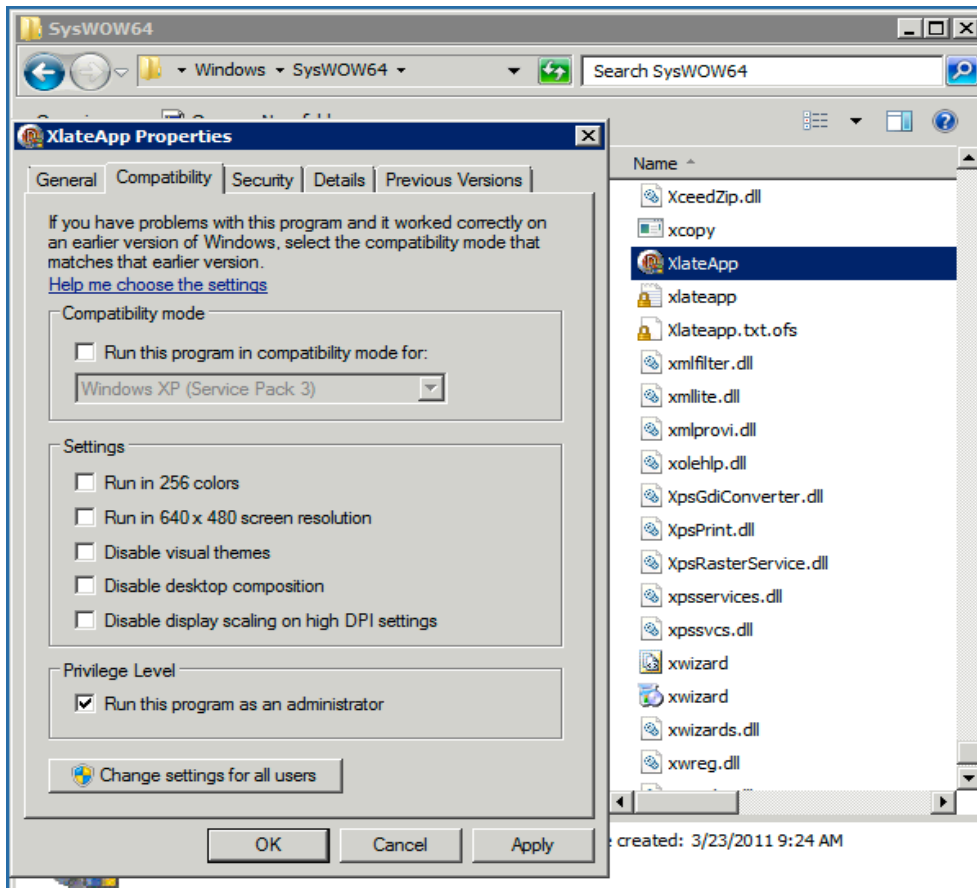 SysWOW64
Windows SysWOW64
Search SysWOW64
XlateApp Properties
General Compatibility Security Details Previous Versions
If you have problems with this program and it worked correctly on
an earlier version of Windows, select the compatibility mode that
matches that earlier version.
Help me choose the settings
Compatibility mode
Run this program in compatibility mode for:
Windows XP (Service Pack 3)
Settings
Run in 256 colors
Run in 640 x 480 screen resolution
Disable visual themes
Disable desktop composition
Disable display scaling on high DPI settings
Privilege Level
Run this program as an administrator
Change settings for all users
OK Cancel Apply
Name
XceedZip.dll
xcopy
XlateApp
xlateapp
Xlateapp.txt.ofs
xmlfilter.dll
xmllite.dll
xmlprovi.dll
xolehlp.dll
XpsGdiConverter.dll
XpsPrint.dll
XpsRasterService.dll
xpsservices.dll
xpssvcs.dll
xwizard
xwizard
xwizards.dll
xwreg.dll
created: 3/23/2011 9:24 AM